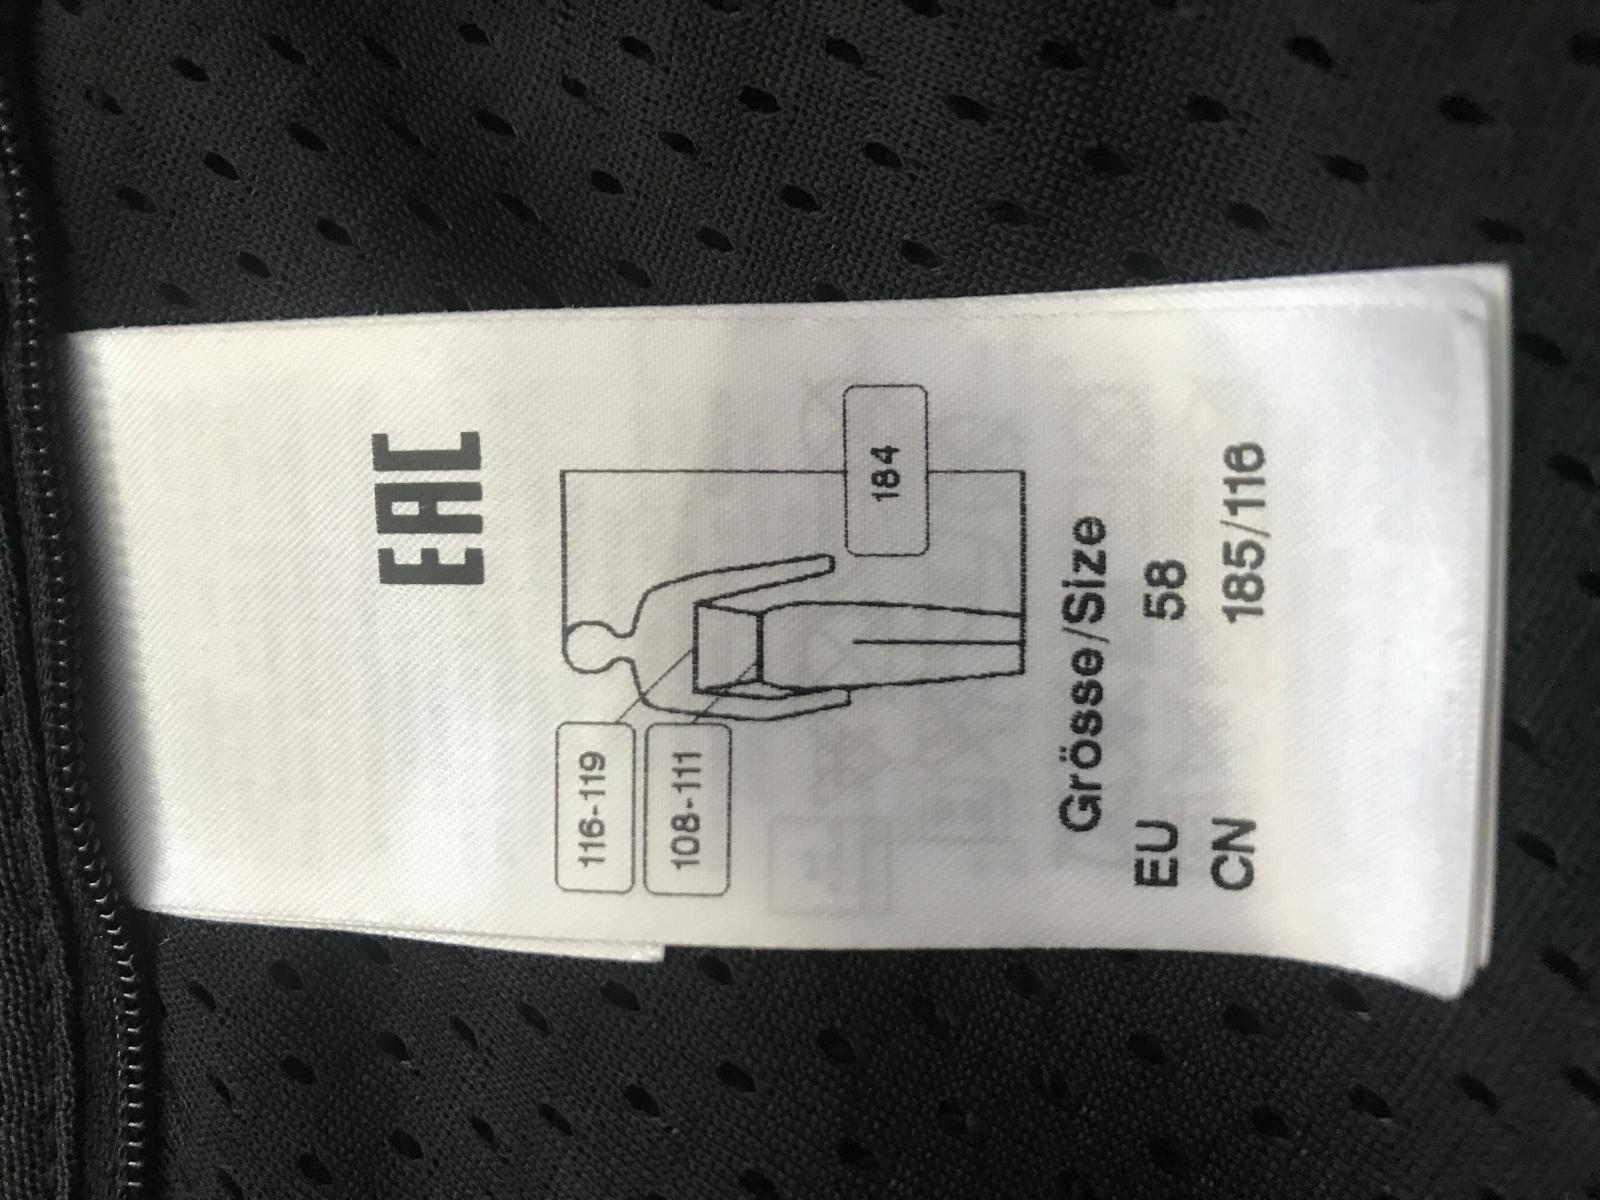 EAC
116-119
108-111
184
Grösse/Size
EU 58
CN 185/116